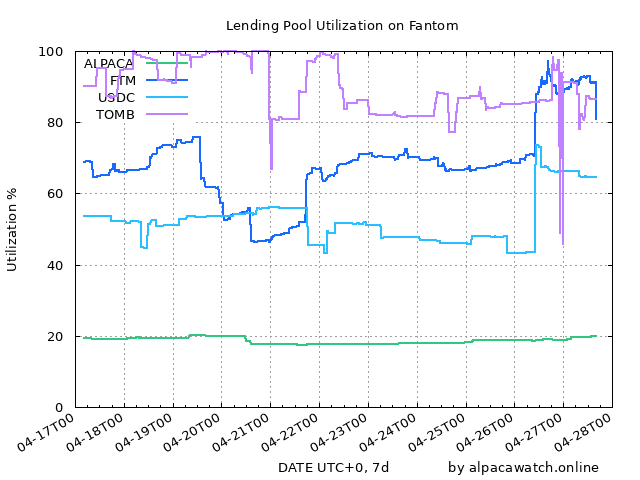 Lending Pool Utilization on Fantom
100
80
60
40
20
0
Utilization %
ALPACA
FTM
USDC
TOMB
04-17T00
04-18T00
04-19T00
04-20T00
04-21T00
04-22T00
04-23T00
04-24T00
04-25T00
04-26T00
04-27T00
04-28T00
DATE UTC+0, 7d
by alpacawatch.online